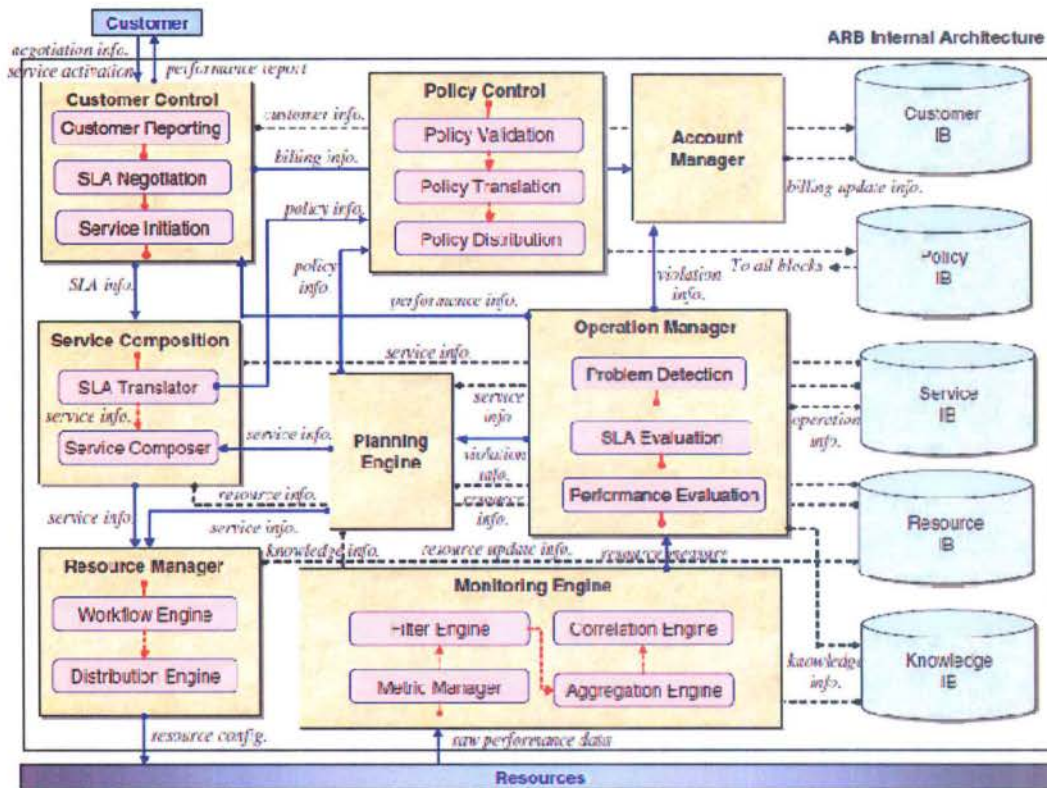 Customer
ARB Internal Architecture
negotiation info.
service activation
performance report
Customer Control
Customer Reporting
SLA Negotiation
Service Initiation
customer info.
billing info.
policy info.
Policy Control
Policy Validation
Policy Translation
Policy Distribution
Account
Manager
Customer
IB
billing update info.
Policy
IB
To all blocks
SLA info.
policy
info.
performance info.
violation
info.
Service Composition
SLA Translator
service info.
Service Composer
service info.
service info.
Planning
Engine
service
info
violation
info.
resource
info.
Operation Manager
Problem Detection
SLA Evaluation
Performance Evaluation
operation
info.
Service
IB
resource info.
service info.
service info.
knowledge info.
resource update info.
resource measure
Resource
IB
Resource Manager
Workflow Engine
Distribution Engine
Monitoring Engine
Filter Engine
Correlation Engine
Metric Manager
Aggregation Engine
knowledge
info.
Knowledge
IB
resource config.
raw performance data
Resources